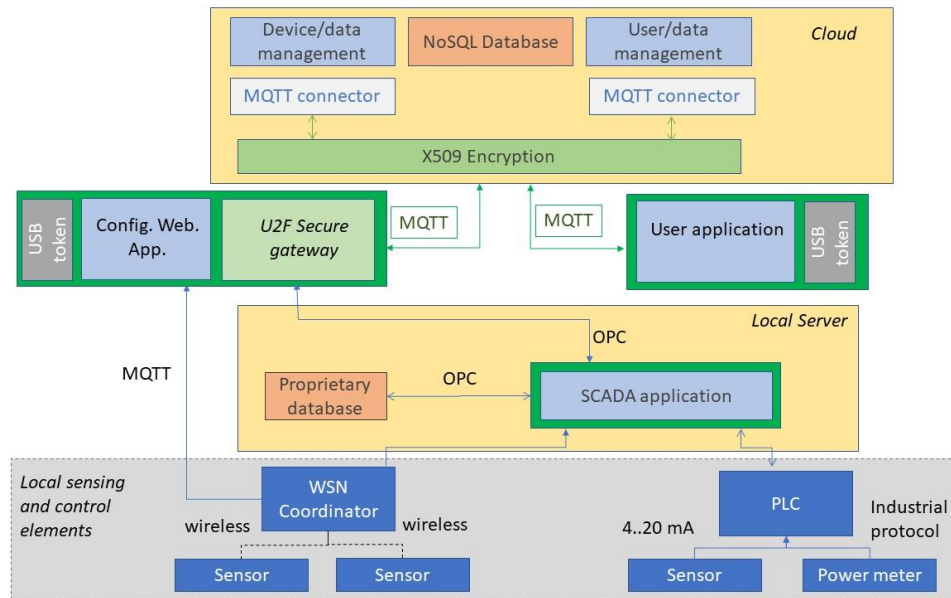 Device/data
management
NoSQL Database
User/data
management
Cloud
MQTT connector
MQTT connector
X509 Encryption
USB
token
Config. Web.
App.
U2F Secure
gateway
MQTT
MQTT
User application
USB
token
Local Server
OPC
MQTT
Proprietary
database
OPC
SCADA application
Local sensing
and control
elements
WSN
Coordinator
PLC
wireless
wireless
4..20 mA
Industrial
protocol
Sensor
Sensor
Sensor
Power meter